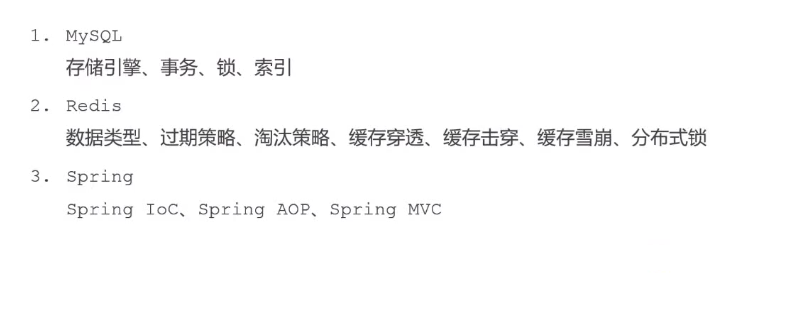 1. MySQL
存储引擎、事务、锁、索引
2. Redis
数据类型、过期策略、淘汰策略、缓存穿透、缓存击穿、缓存雪崩、分布式锁
3. Spring
Spring IoC、Spring AOP、Spring MVC